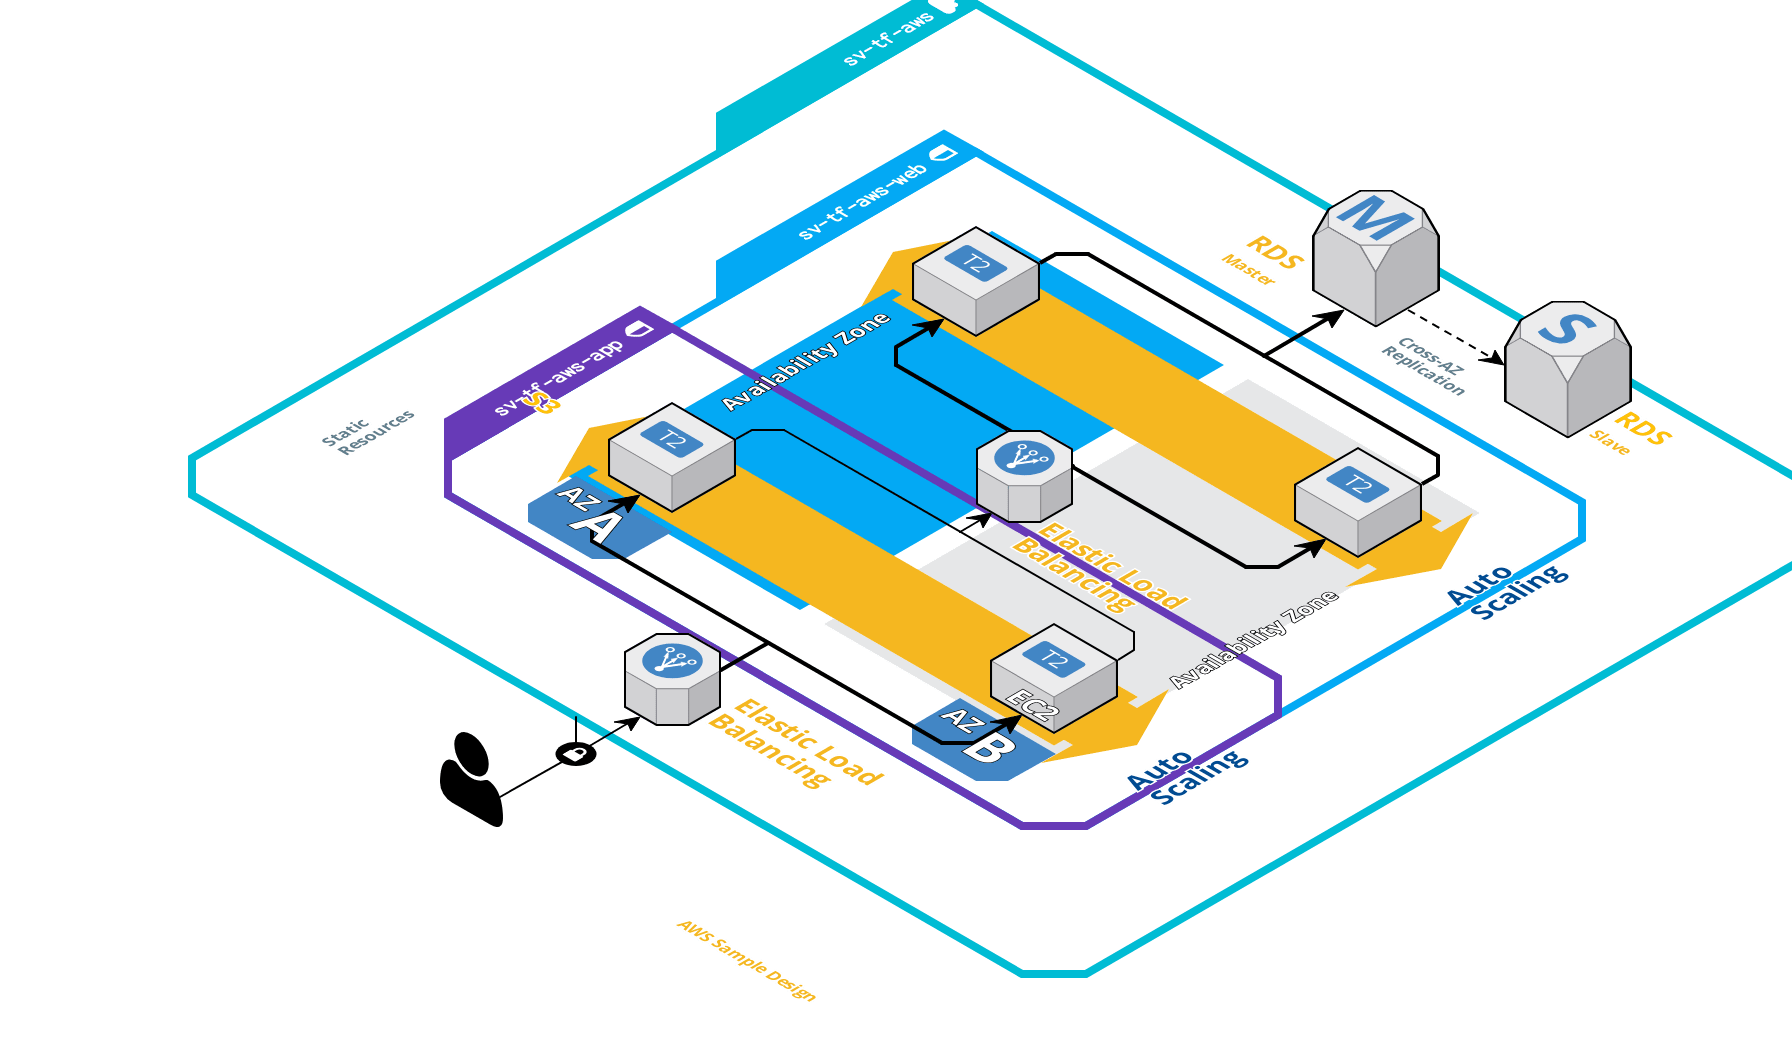 sv-tf-aws
sv-tf-aws-web
sv-tf-aws-app
S3
Static
Resources
T2
T2
T2
T2
EC2
M
RDS
Master
S
RDS
Slave
Cross-AZ
Replication
Availability Zone
Availability Zone
AZ
A
AZ
B
Elastic Load
Balancing
Elastic Load
Balancing
Auto
Scaling
Auto
Scaling
AWS Sample Design